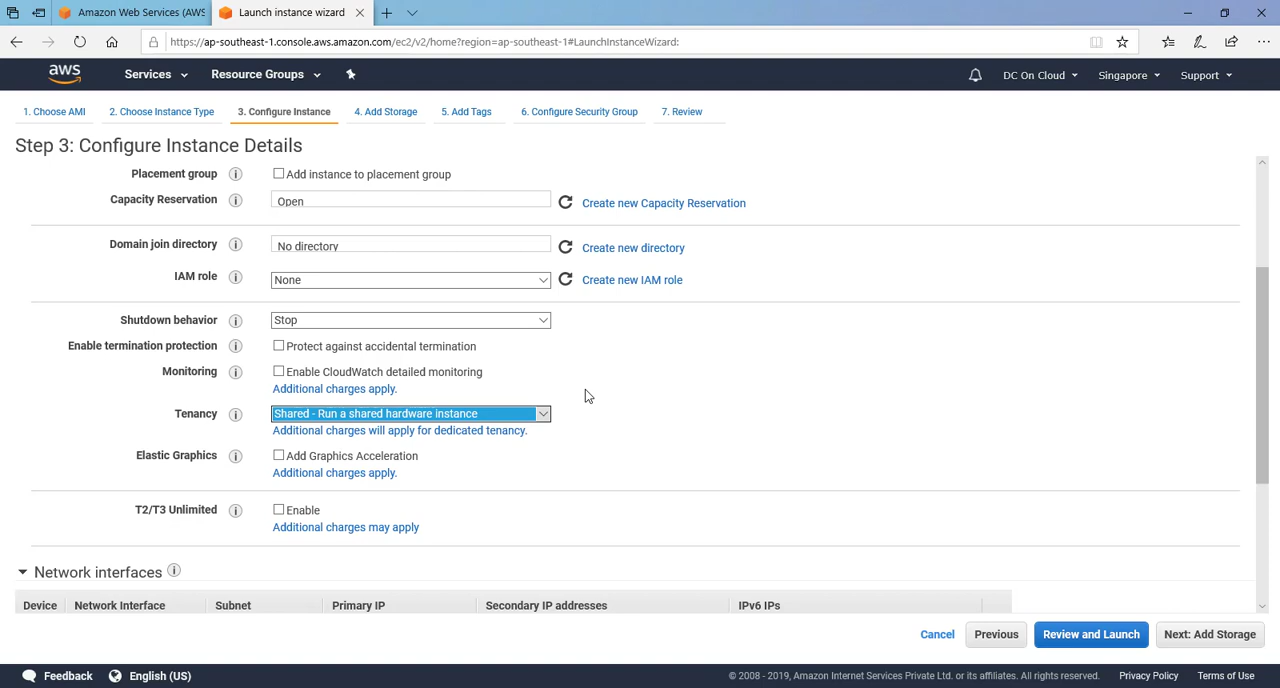 Amazon Web Services (AWS
Launch instance wizard
https://ap-southeast-1.console.aws.amazon.com/ec2/v2/home?region=ap-southeast-1#LaunchInstanceWizard:
aws
Services
Resource Groups
DC On Cloud
Singapore
Support
1. Choose AMI
2. Choose Instance Type
3. Configure Instance
4. Add Storage
5. Add Tags
6. Configure Security Group
7. Review
Step 3: Configure Instance Details
Placement group
Add instance to placement group
Capacity Reservation
Open
Create new Capacity Reservation
Domain join directory
No directory
Create new directory
IAM role
None
Create new IAM role
Shutdown behavior
Stop
Enable termination protection
Protect against accidental termination
Monitoring
Enable CloudWatch detailed monitoring
Additional charges apply.
Tenancy
Shared - Run a shared hardware instance
Additional charges will apply for dedicated tenancy.
Elastic Graphics
Add Graphics Acceleration
Additional charges apply.
T2/T3 Unlimited
Enable
Additional charges may apply
Network interfaces
Device
Network Interface
Subnet
Primary IP
Secondary IP addresses
IPv6 IPs
Cancel
Previous
Review and Launch
Next: Add Storage
Feedback
English (US)
© 2008 - 2019, Amazon Internet Services Private Ltd. or its affiliates. All rights reserved.
Privacy Policy
Terms of Use